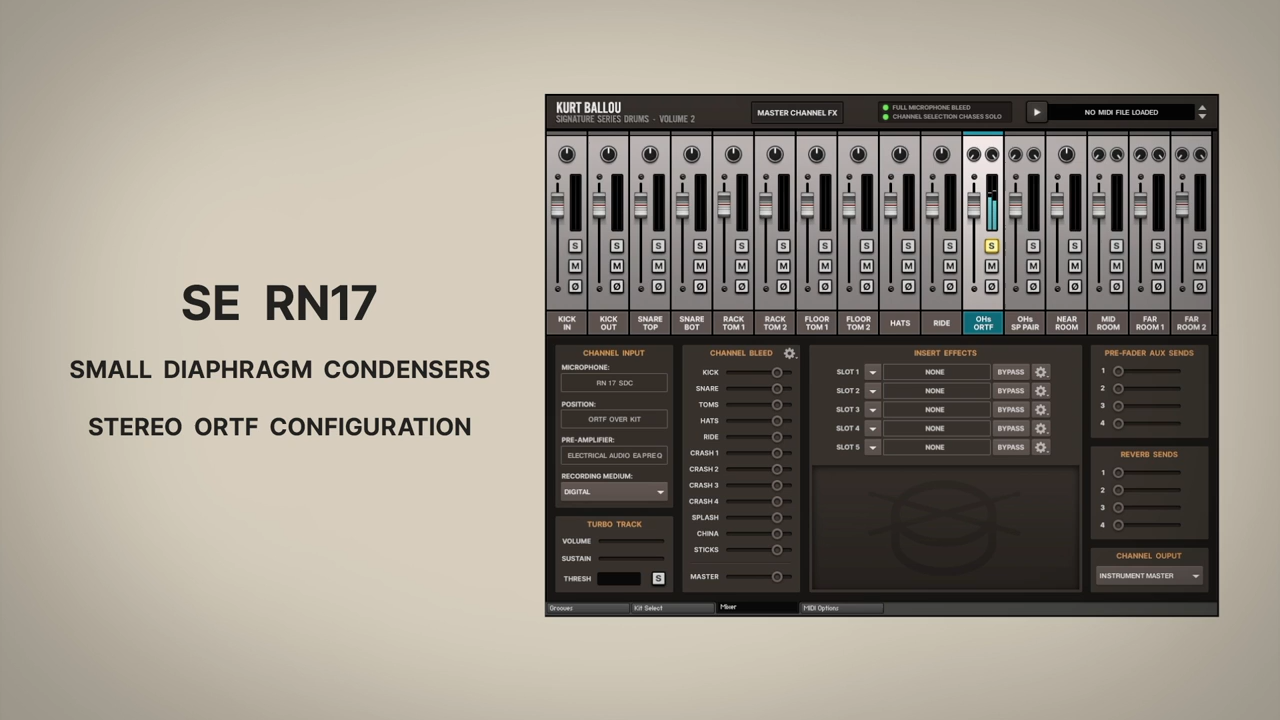 SE RN17
SMALL DIAPHRAGM CONDENSERS
STEREO ORTF CONFIGURATION
KURT BALLOU
SIGNATURE SERIES DRUMS - VOLUME 2
MASTER CHANNEL FX
FULL MICROPHONE BLEED
CHANNEL SELECTION CHASES SOLO
NO MIDI FILE LOADED
S S S S S S S S S S S S S S S S
M M M M M M M M M M M M M M M M
Ø Ø Ø Ø Ø Ø Ø Ø Ø Ø Ø Ø Ø Ø Ø Ø
KICK IN
KICK OUT
SNARE TOP
SNARE BOT
RACK TOM 1
RACK TOM 2
FLOOR TOM 1
FLOOR TOM 2
HATS
RIDE
OHs ORTF
OHs SP PAIR
NEAR ROOM
MID ROOM
FAR ROOM 1
FAR ROOM 2
CHANNEL INPUT
MICROPHONE:
RN 17 SDC
POSITION:
ORTF OVER KIT
PRE-AMPLIFIER:
ELECTRICAL AUDIO EAPREQ
RECORDING MEDIUM:
DIGITAL
TURBO TRACK
VOLUME
SUSTAIN
THRESH S
CHANNEL BLEED
KICK
SNARE
TOMS
HATS
RIDE
CRASH 1
CRASH 2
CRASH 3
CRASH 4
SPLASH
CHINA
STICKS
MASTER
INSERT EFFECTS
SLOT 1 NONE BYPASS
SLOT 2 NONE BYPASS
SLOT 3 NONE BYPASS
SLOT 4 NONE BYPASS
SLOT 5 NONE BYPASS
PRE-FADER AUX SENDS
1
2
3
4
REVERB SENDS
1
2
3
4
CHANNEL OUPUT
INSTRUMENT MASTER
Grooves
Kit Select
Mixer
MIDI Options